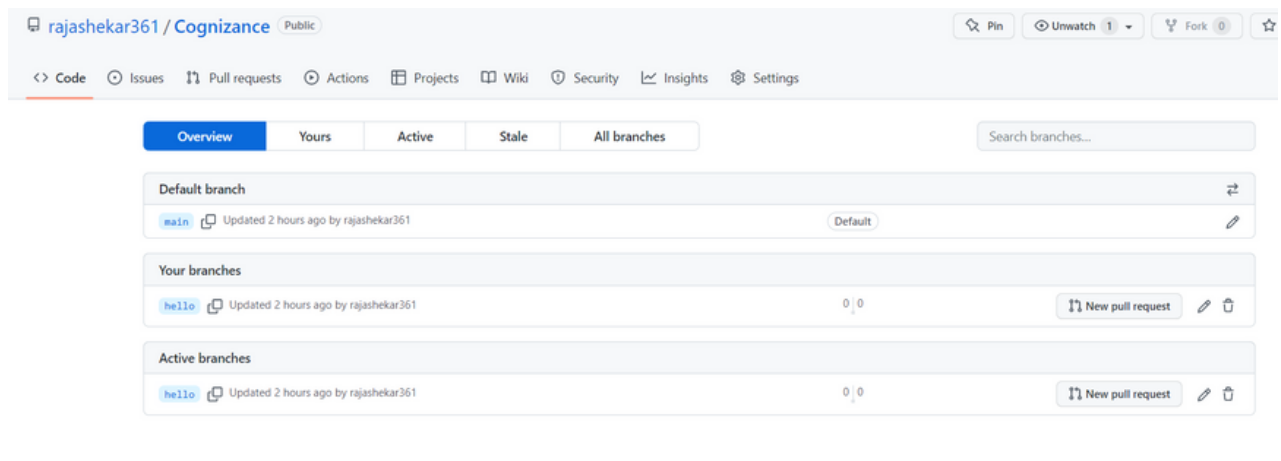 rajashekar361 / Cognizance Public Pin Unwatch 1 Fork 0
Code Issues Pull requests Actions Projects Wiki Security Insights Settings
Overview Yours Active Stale All branches Search branches...
Default branch
main Updated 2 hours ago by rajashekar361 Default
Your branches
hello Updated 2 hours ago by rajashekar361 0 0 New pull request
Active branches
hello Updated 2 hours ago by rajashekar361 0 0 New pull request